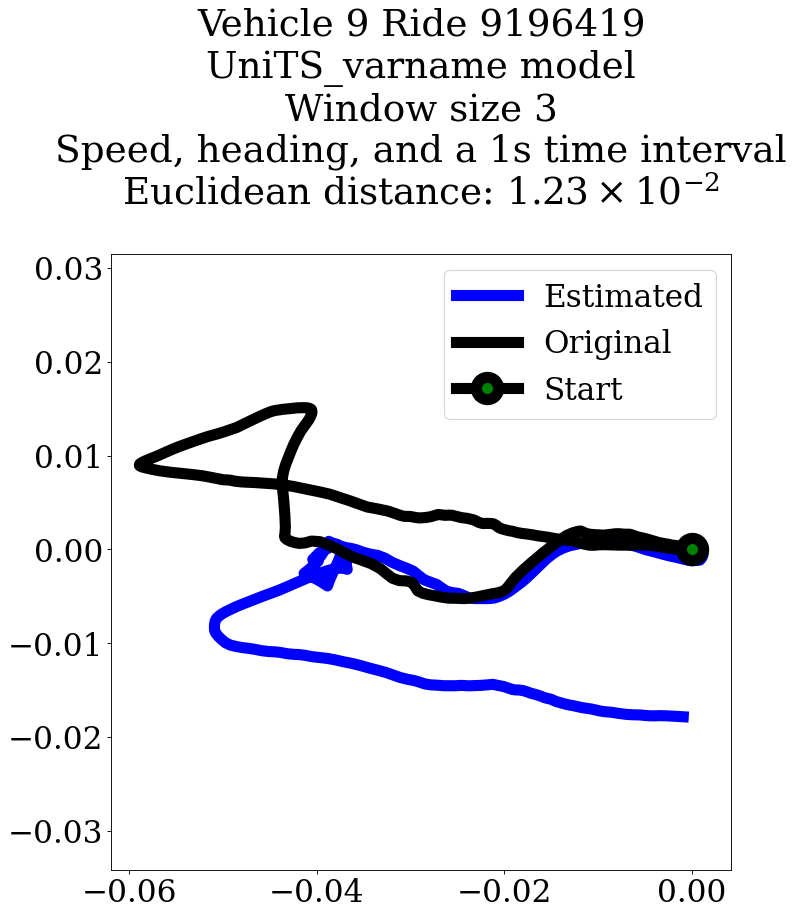 Vehicle 9 Ride 9196419
UniTS_varname model
Window size 3
Speed, heading, and a 1s time interval
Euclidean distance: 1.23 × 10⁻²
Estimated
Original
Start
0.03
0.02
0.01
0.00
−0.01
−0.02
−0.03
−0.06
−0.04
−0.02
0.00